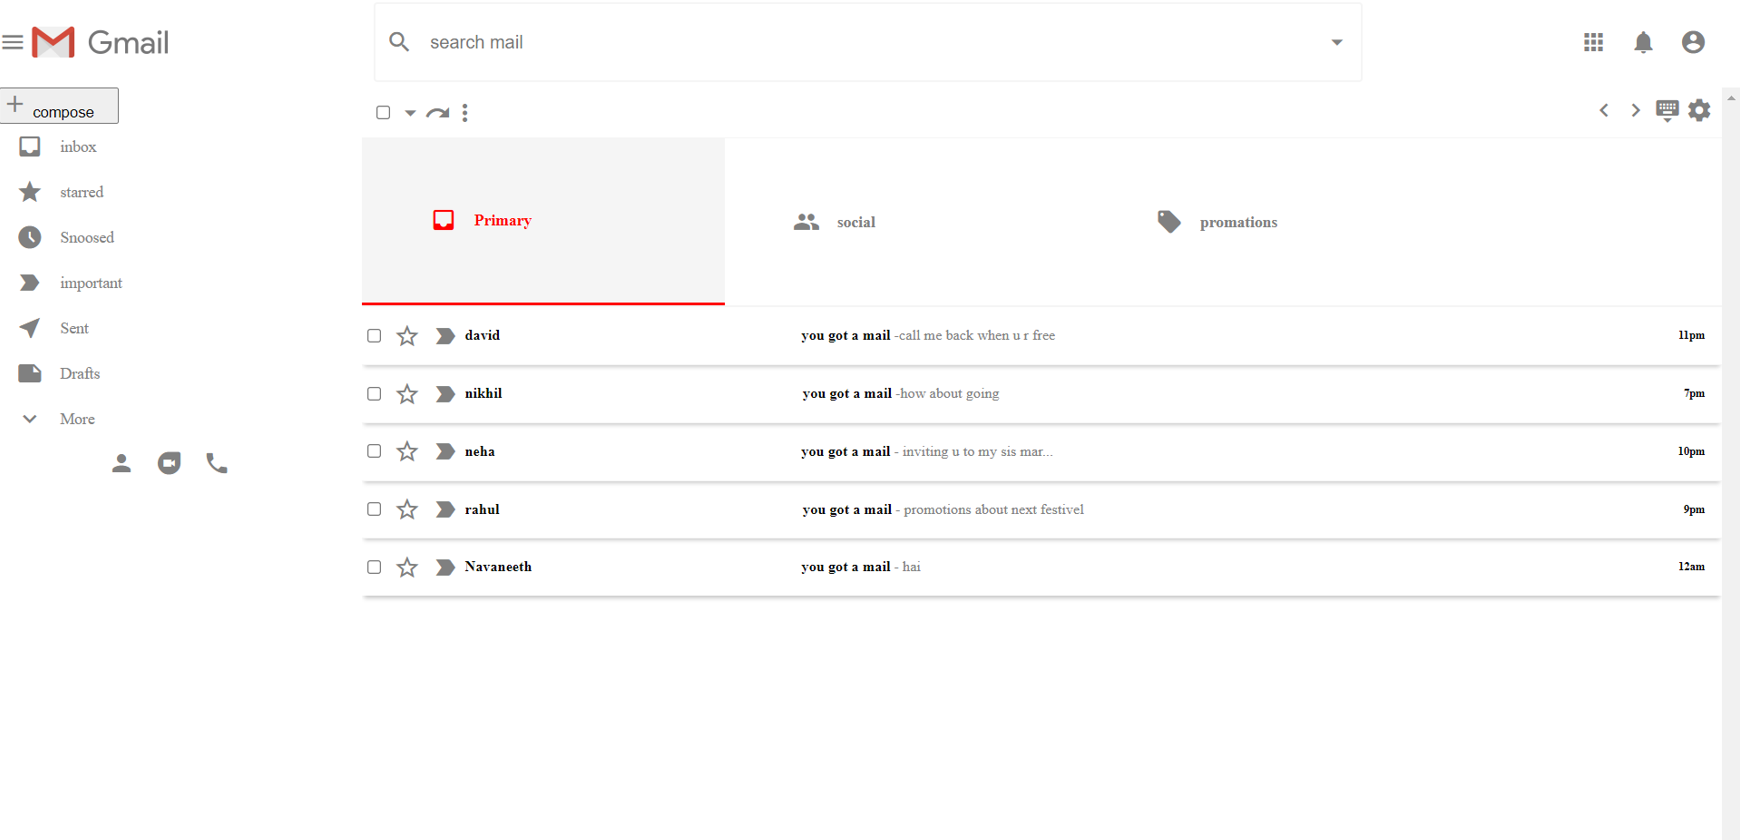 Gmail
search mail
compose
inbox
starred
Snoosed
important
Sent
Drafts
More
Primary
social
promations
david you got a mail -call me back when u r free 11pm
nikhil you got a mail -how about going 7pm
neha you got a mail - inviting u to my sis mar... 10pm
rahul you got a mail - promotions about next festivel 9pm
Navaneeth you got a mail - hai 12am